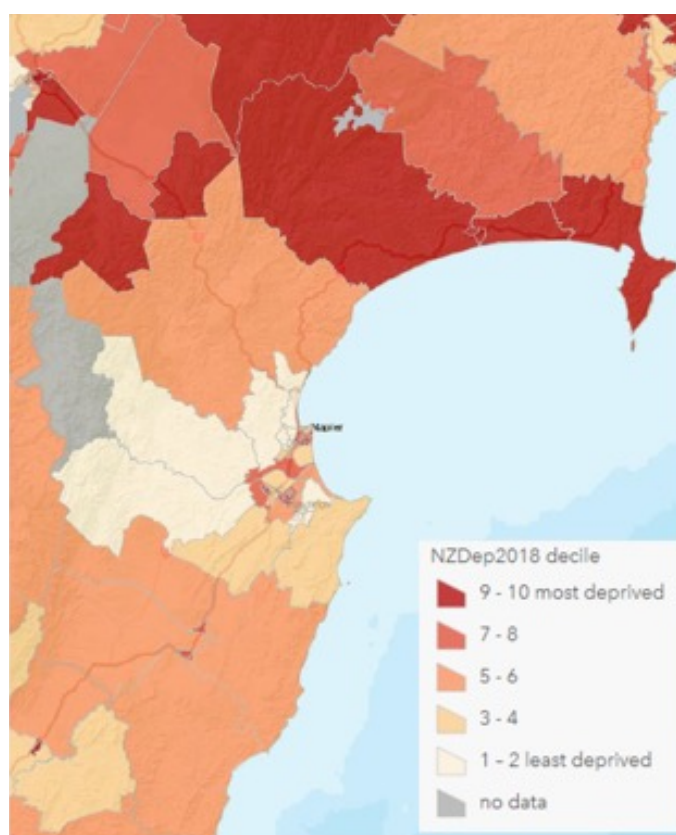 Napier
NZDep2018 decile
9 - 10 most deprived
7 - 8
5 - 6
3 - 4
1 - 2 least deprived
no data